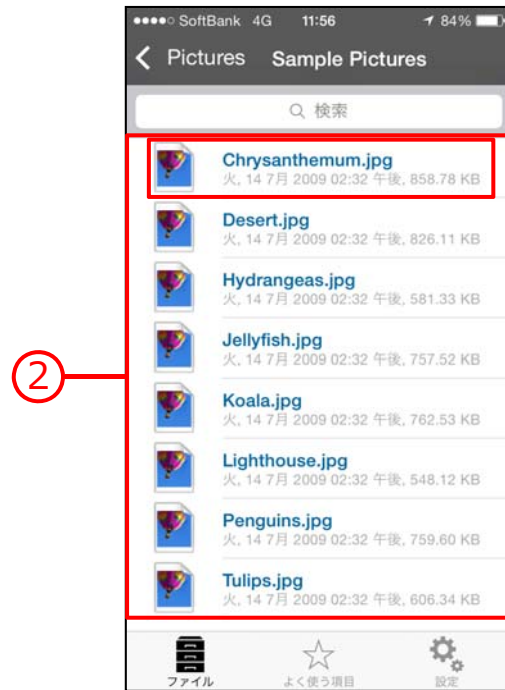 SoftBank 4G 11:56 84%
Pictures Sample Pictures
検索
Chrysanthemum.jpg
火, 14 7月 2009 02:32 午後, 858.78 KB
Desert.jpg
火, 14 7月 2009 02:32 午後, 826.11 KB
Hydrangeas.jpg
火, 14 7月 2009 02:32 午後, 581.33 KB
Jellyfish.jpg
火, 14 7月 2009 02:32 午後, 757.52 KB
2
Koala.jpg
火, 14 7月 2009 02:32 午後, 762.53 KB
Lighthouse.jpg
火, 14 7月 2009 02:32 午後, 548.12 KB
Penguins.jpg
火, 14 7月 2009 02:32 午後, 759.60 KB
Tulips.jpg
火, 14 7月 2009 02:32 午後, 606.34 KB
ファイル よく使う項目 設定